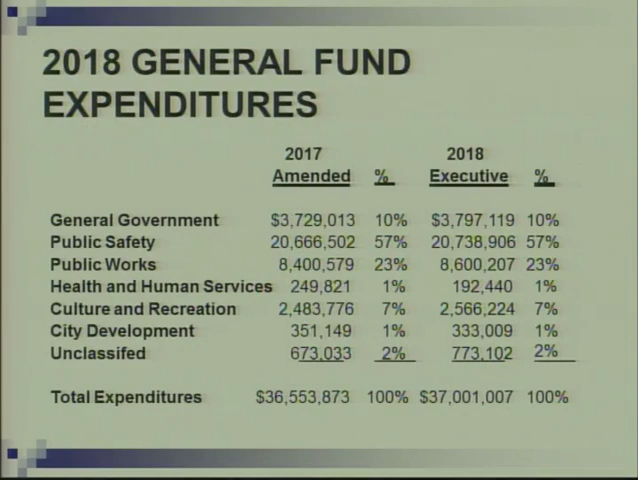 2018 GENERAL FUND
EXPENDITURES
2017 2018
Amended % Executive %
General Government $3,729,013 10% $3,797,119 10%
Public Safety 20,666,502 57% 20,738,906 57%
Public Works 8,400,579 23% 8,600,207 23%
Health and Human Services 249,821 1% 192,440 1%
Culture and Recreation 2,483,776 7% 2,566,224 7%
City Development 351,149 1% 333,009 1%
Unclassifed 673,033 2% 773,102 2%
Total Expenditures $36,553,873 100% $37,001,007 100%